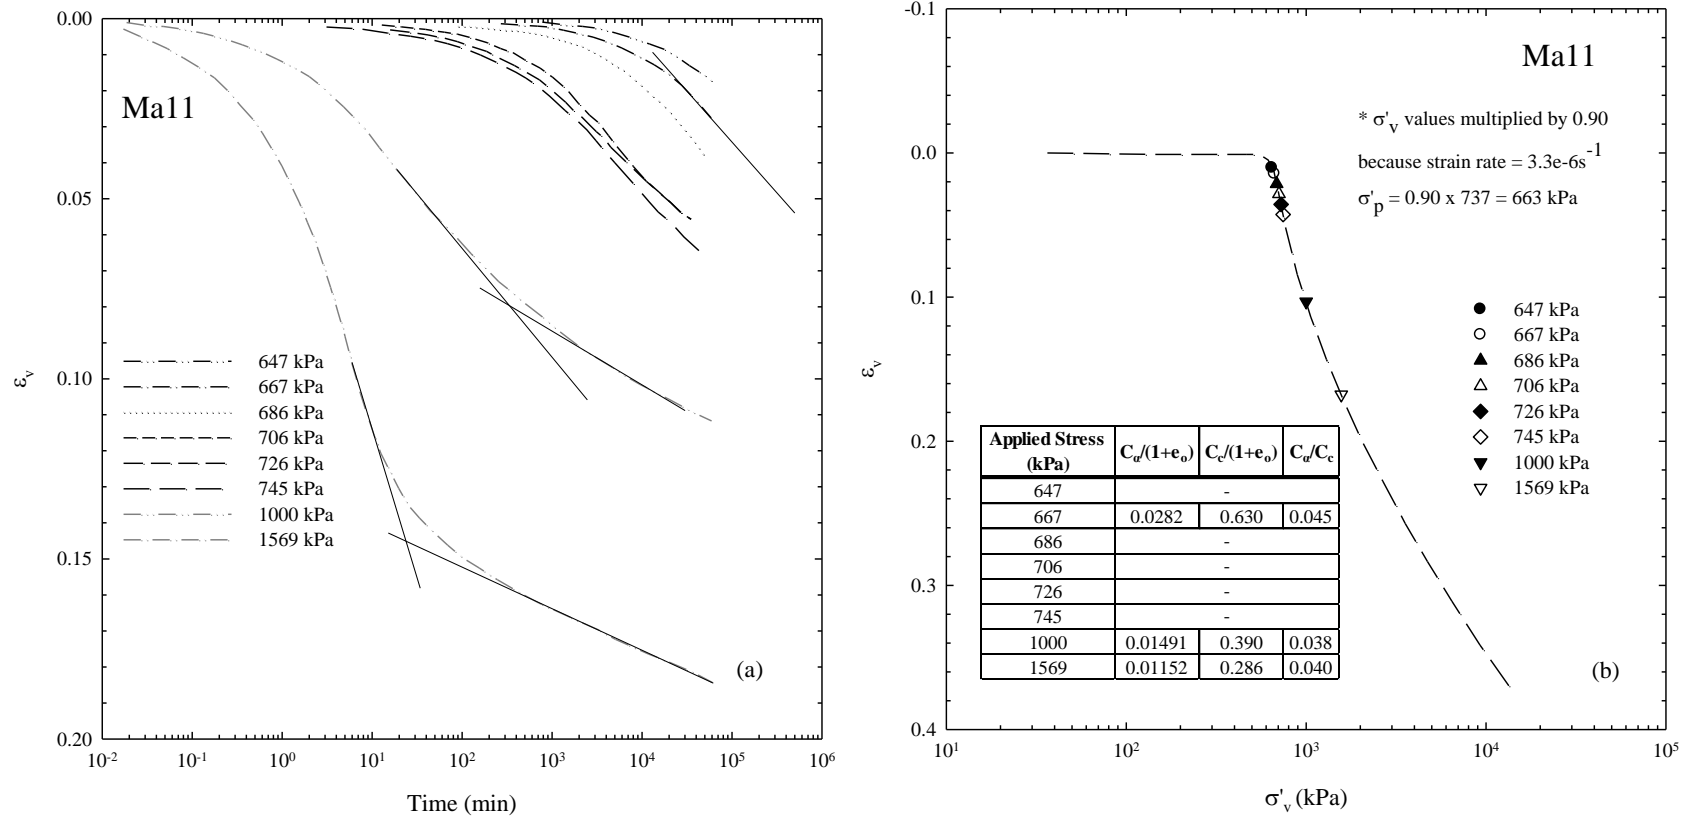 0.00
0.05
0.10
0.15
0.20
εv
10-2
10-1
100
101
102
103
104
105
106
Time (min)
Ma11
647 kPa
667 kPa
686 kPa
706 kPa
726 kPa
745 kPa
1000 kPa
1569 kPa
(a)
-0.1
0.0
0.1
0.2
0.3
0.4
εv
101
102
103
104
105
σ'v (kPa)
Ma11
* σ'v values multiplied by 0.90
because strain rate = 3.3e-6s-1
σ'p = 0.90 x 737 = 663 kPa
647 kPa
667 kPa
686 kPa
706 kPa
726 kPa
745 kPa
1000 kPa
1569 kPa
Applied Stress (kPa) Cα/(1+eo) Cc/(1+eo) Cα/Cc
647 -
667 0.0282 0.630 0.045
686 -
706 -
726 -
745 -
1000 0.01491 0.390 0.038
1569 0.01152 0.286 0.040
(b)